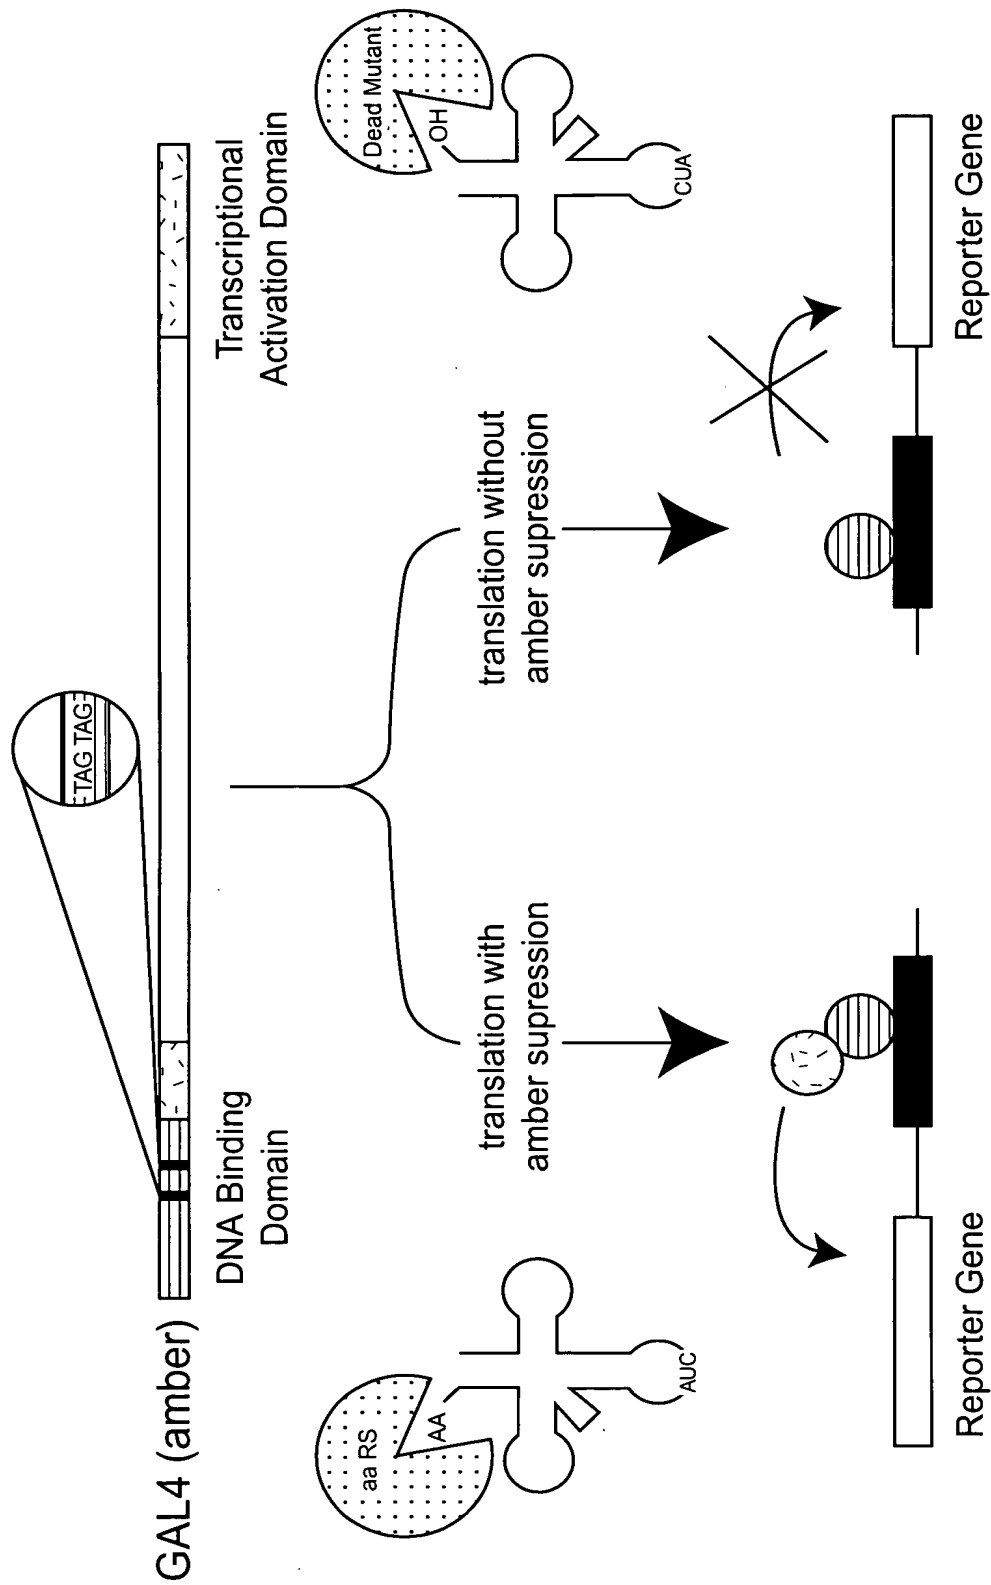 TAG TAG
GAL4 (amber)
DNA Binding
Domain
Transcriptional
Activation Domain
aa RS
AA
AUC
translation with
amber supression
translation without
amber supression
Dead Mutant
OH
CUA
Reporter Gene
Reporter Gene